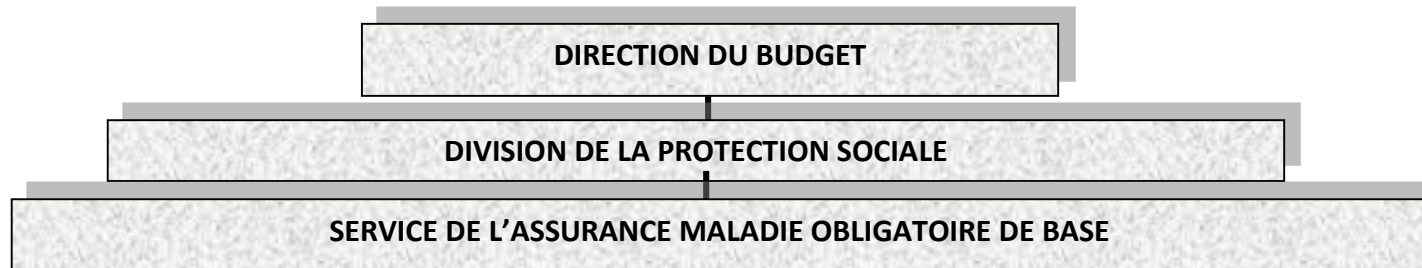 DIRECTION DU BUDGET
DIVISION DE LA PROTECTION SOCIALE
SERVICE DE L’ASSURANCE MALADIE OBLIGATOIRE DE BASE